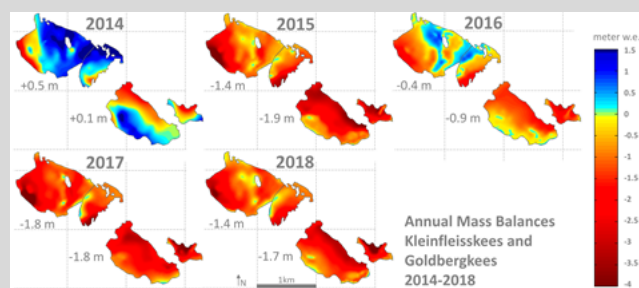 2014
2015
2016
meter w.e.
+0.5 m
-1.4 m
-0.4 m
+0.1 m
-1.9 m
-0.9 m
1.5
1
0.5
0
-0.5
-1
-1.5
-2
-2.5
-3
-3.5
-4
2017
2018
-1.8 m
-1.4 m
-1.8 m
-1.7 m
N
1km
Annual Mass Balances
Kleinfleisskees and
Goldbergkees
2014-2018